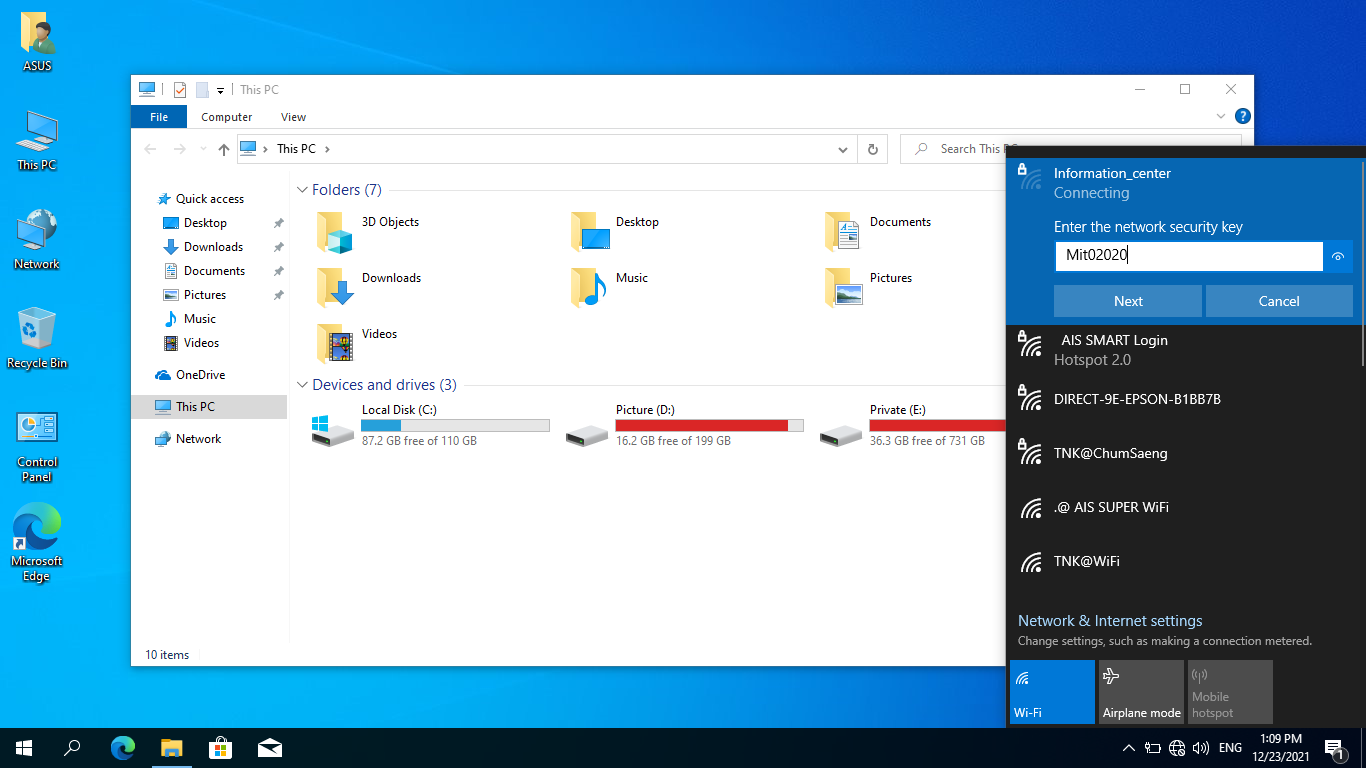 ASUS
This PC
Network
Recycle Bin
Control
Panel
Microsoft
Edge
This PC
File
Computer
View
This PC
Search This
Quick access
Desktop
Downloads
Documents
Pictures
Music
Videos
OneDrive
This PC
Network
Folders (7)
3D Objects
Desktop
Documents
Downloads
Music
Pictures
Videos
Devices and drives (3)
Local Disk (C:)
87.2 GB free of 110 GB
Picture (D:)
16.2 GB free of 199 GB
Private (E:)
36.3 GB free of 731 GB
10 items
Information_center
Connecting
Enter the network security key
Mit02020
Next
Cancel
AIS SMART Login
Hotspot 2.0
DIRECT-9E-EPSON-B1BB7B
TNK@ChumSaeng
.@ AIS SUPER WiFi
TNK@WiFi
Network & Internet settings
Change settings, such as making a connection metered.
Wi-Fi
Airplane mode
Mobile
hotspot
ENG
1:09 PM
12/23/2021
1